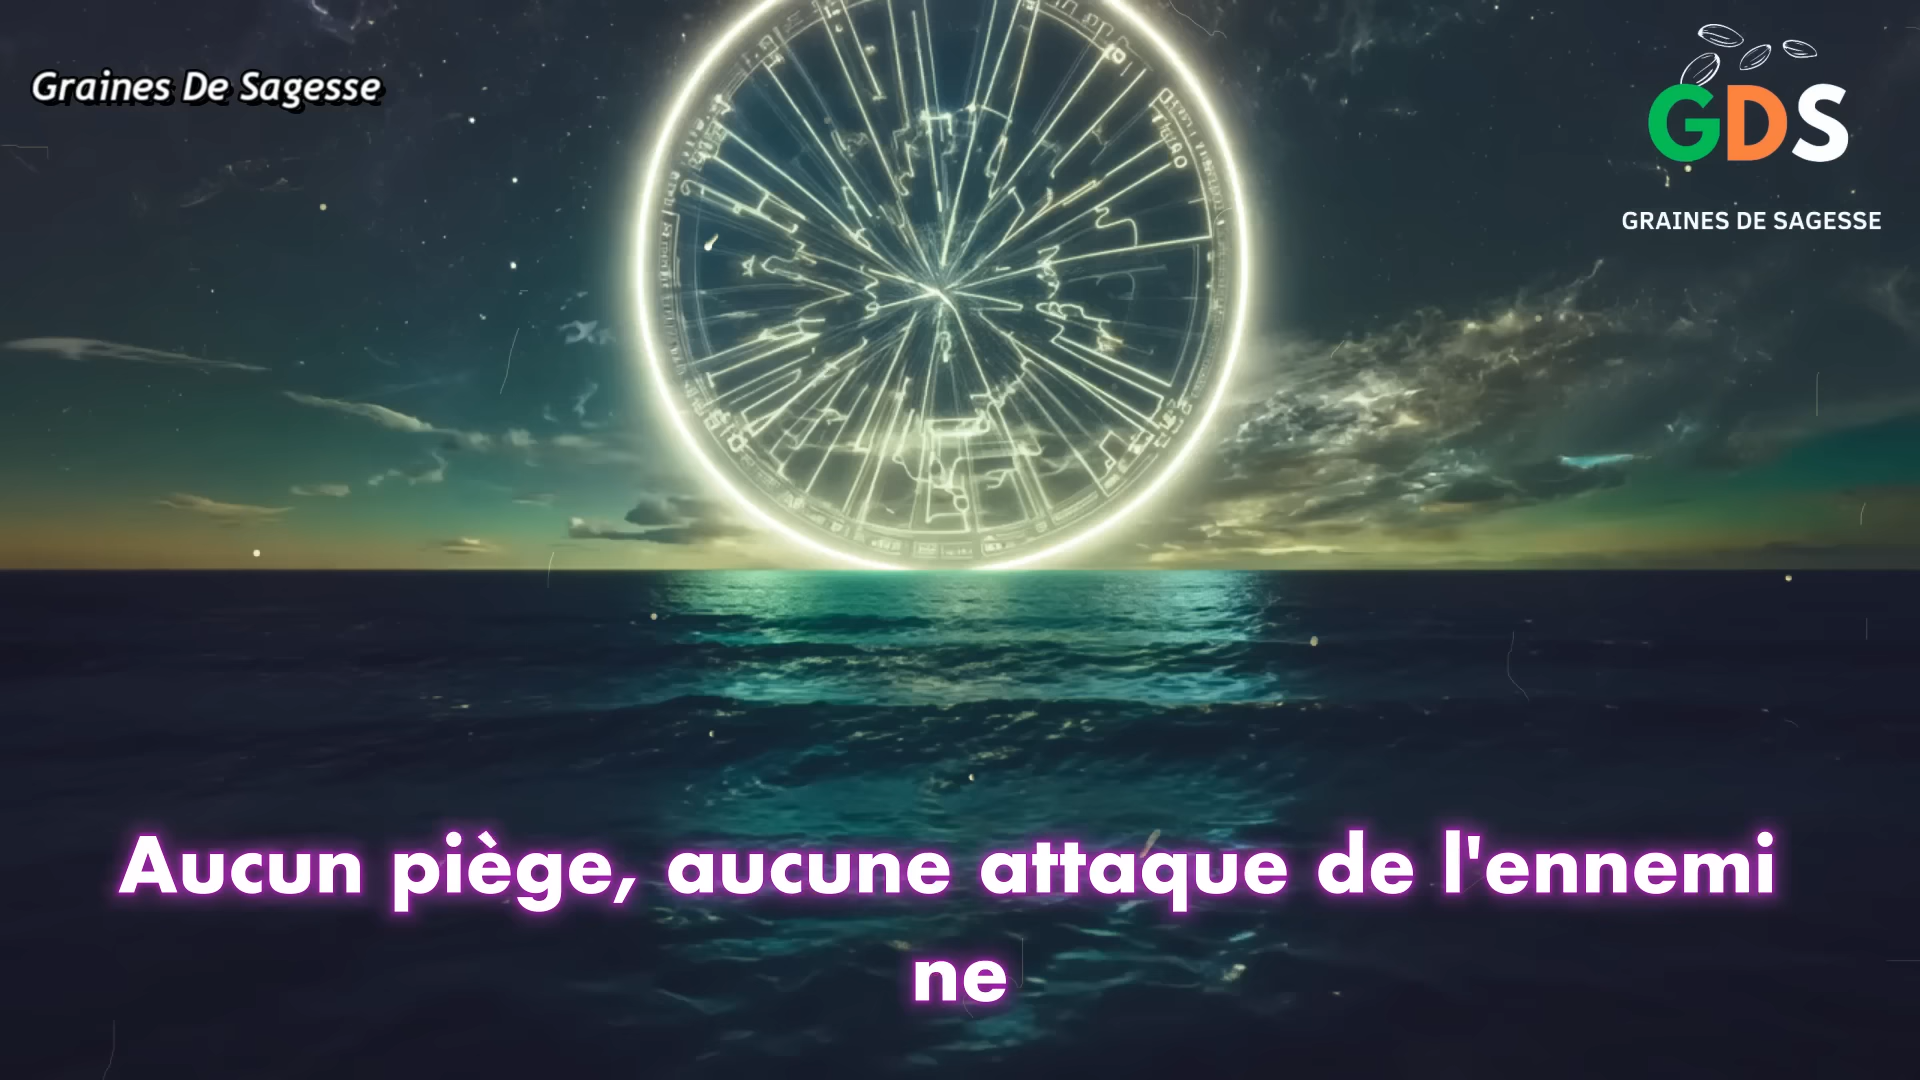 Graines De Sagesse
GDS
GRAINES DE SAGESSE
Aucun piège, aucune attaque de l'ennemi
ne